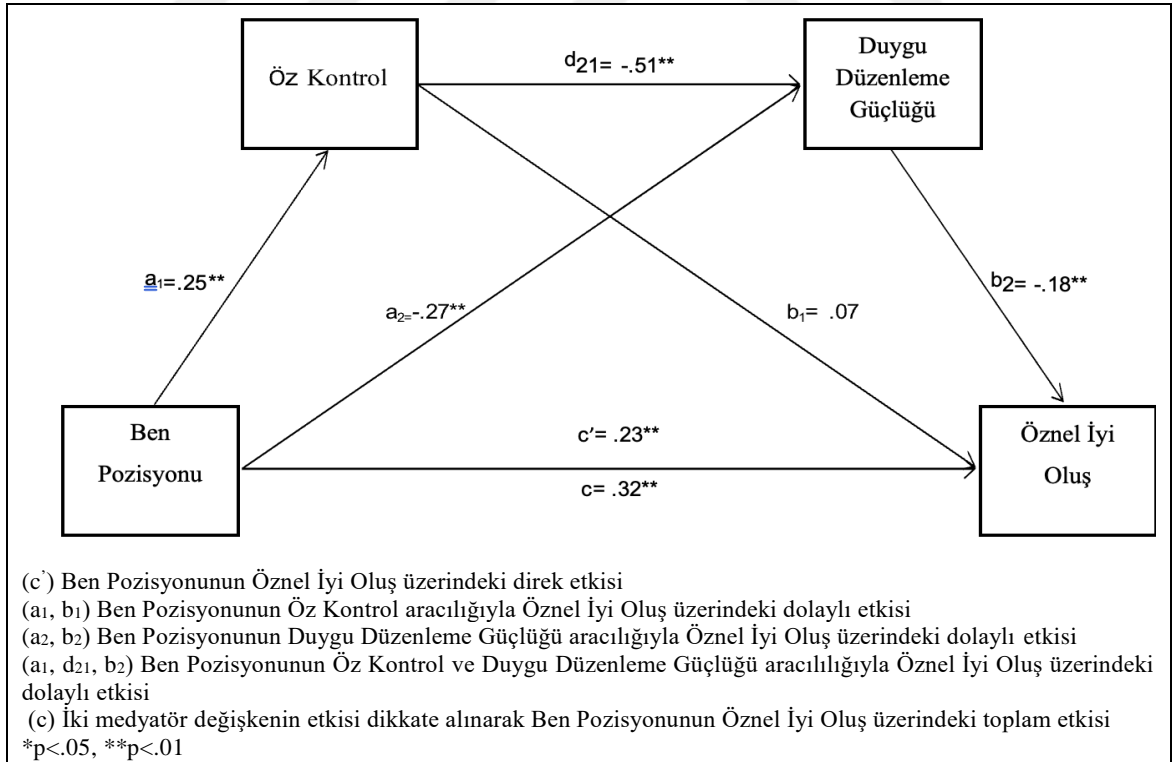 Öz Kontrol
d21= -.51**
Duygu
Düzenleme
Güçlüğü
a1=.25**
a2=-.27**
b1= .07
b2= -.18**
Ben
Pozisyonu
c’= .23**
c= .32**
Öznel İyi
Oluş
(c’) Ben Pozisyonunun Öznel İyi Oluş üzerindeki direk etkisi
(a1, b1) Ben Pozisyonunun Öz Kontrol aracılığıyla Öznel İyi Oluş üzerindeki dolaylı etkisi
(a2, b2) Ben Pozisyonunun Duygu Düzenleme Güçlüğü aracılığıyla Öznel İyi Oluş üzerindeki dolaylı etkisi
(a1, d21, b2) Ben Pozisyonunun Öz Kontrol ve Duygu Düzenleme Güçlüğü aracılılığıyla Öznel İyi Oluş üzerindeki
dolaylı etkisi
(c) İki medyatör değişkenin etkisi dikkate alınarak Ben Pozisyonunun Öznel İyi Oluş üzerindeki toplam etkisi
*p<.05, **p<.01